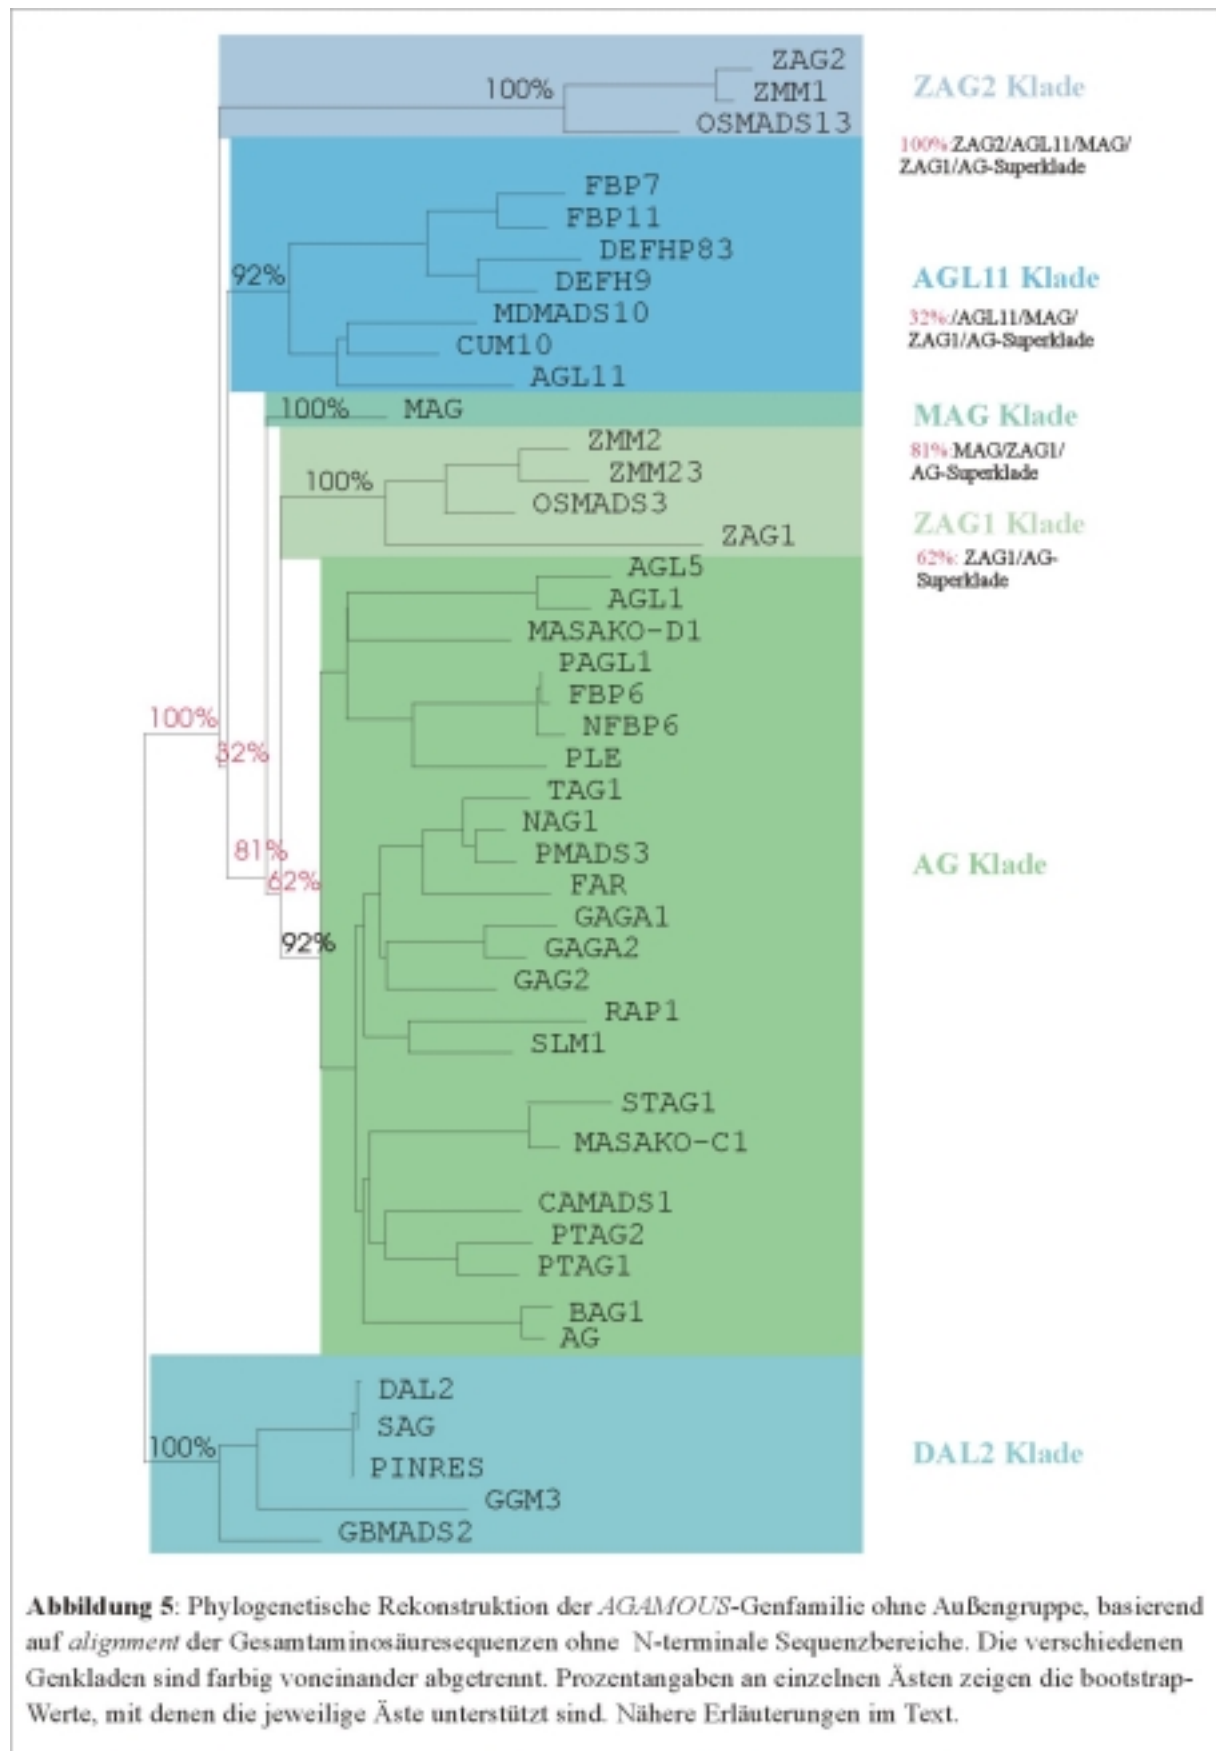 ZAG2
100%
ZMM1
OSMADS13
ZAG2 Klade
100%:ZAG2/AGL11/MAG/
ZAG1/AG-Superklade
FBP7
FBP11
DEFHP83
92%
DEFH9
MDMADS10
CUM10
AGL11
AGL11 Klade
32%:/AGL11/MAG/
ZAG1/AG-Superklade
100%
MAG
MAG Klade
81%:MAG/ZAG1/
AG-Superklade
ZMM2
ZMM23
100%
OSMADS3
ZAG1
ZAG1 Klade
62%: ZAG1/AG-
Superklade
AGL5
AGL1
MASAKO-D1
PAGL1
FBP6
NFBP6
PLE
100%
32%
TAG1
NAG1
PMADS3
FAR
81%
62%
AG Klade
GAGA1
GAGA2
GAG2
92%
RAP1
SLM1
STAG1
MASAKO-C1
CAMADS1
PTAG2
PTAG1
BAG1
AG
DAL2
SAG
100%
PINRES
GGM3
GBMADS2
DAL2 Klade
Abbildung 5: Phylogenetische Rekonstruktion der AGAMOUS-Genfamilie ohne Außengruppe, basierend
auf alignment der Gesamtaminosäuresequenzen ohne N-terminale Sequenzbereiche. Die verschiedenen
Genkladen sind farbig voneinander abgetrennt. Prozentangaben an einzelnen Ästen zeigen die bootstrap-
Werte, mit denen die jeweilige Äste unterstützt sind. Nähere Erläuterungen im Text.